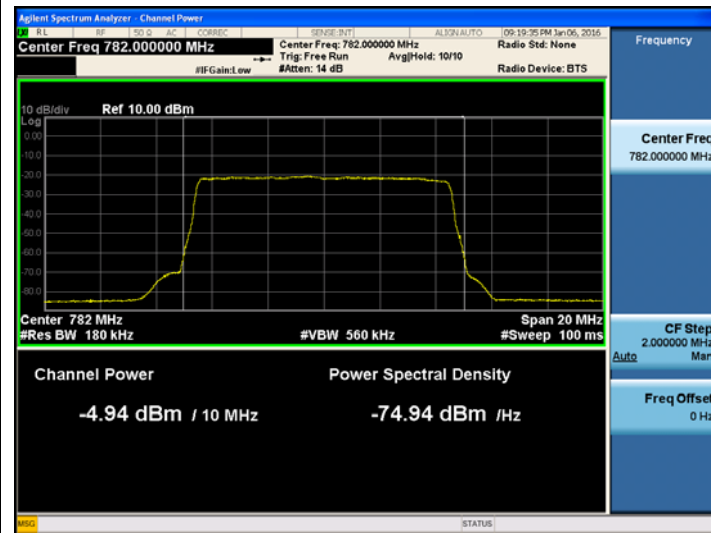 Agilent Spectrum Analyzer - Channel Power
RL RF 50 Ω AC CORREC SENSE:INT ALIGN AUTO 09:19:35 PM Jan 06, 2016
Center Freq 782.000000 MHz
Center Freq: 782.000000 MHz
Radio Std: None
Trig: Free Run Avg|Hold: 10/10
#IFGain:Low
#Atten: 14 dB
Radio Device: BTS
10 dB/div Ref 10.00 dBm
Log
0.00
-10.0
-20.0
-30.0
-40.0
-50.0
-60.0
-70.0
-80.0
Center 782 MHz
Span 20 MHz
#Res BW 180 kHz
#VBW 560 kHz
#Sweep 100 ms
Channel Power
Power Spectral Density
-4.94 dBm / 10 MHz
-74.94 dBm /Hz
MSG
STATUS
Frequency
Center Freq
782.000000 MHz
CF Step
2.000000 MHz
Auto Man
Freq Offset
0 Hz